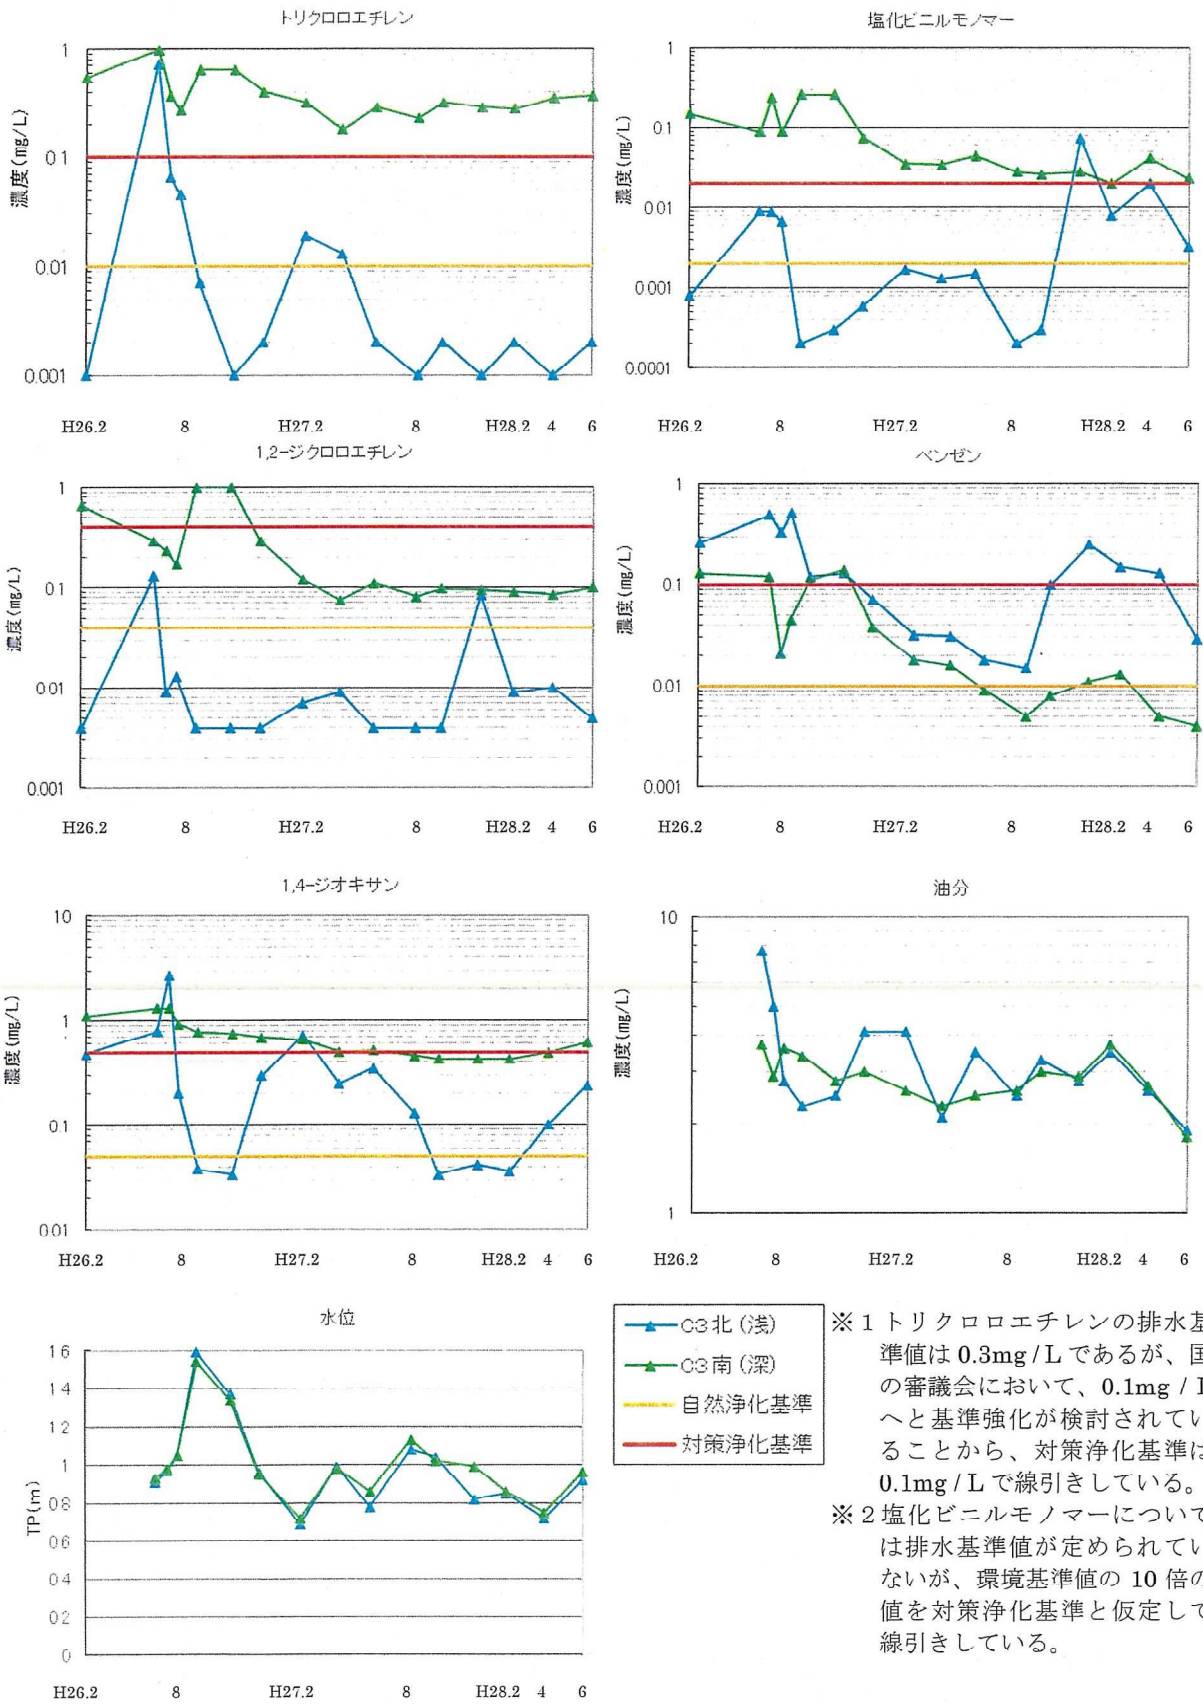 トリクロロエチレン
濃度(mg/L)
1
0.1
0.01
0.001
H26.2 8 H27.2 8 H28.2 4 6
塩化ビニルモノマー
濃度(mg/L)
1
0.1
0.01
0.001
0.0001
H26.2 8 H27.2 8 H28.2 4 6
1,2-ジクロロエチレン
濃度(mg/L)
1
0.1
0.01
0.001
H26.2 8 H27.2 8 H28.2 4 6
ベンゼン
濃度(mg/L)
1
0.1
0.01
0.001
H26.2 8 H27.2 8 H28.2 4 6
1,4-ジオキサン
濃度(mg/L)
10
1
0.1
0.01
H26.2 8 H27.2 8 H28.2 4 6
油分
濃度(mg/L)
10
1
H26.2 8 H27.2 8 H28.2 4 6
水位
TP(m)
1.6
1.4
1.2
1
0.8
0.6
0.4
0.2
0
H26.2 8 H27.2 8 H28.2 4 6
C3北(浅)
C3南(深)
自然浄化基準
対策浄化基準
※1トリクロロエチレンの排水基
準値は0.3mg/Lであるが、国
の審議会において、0.1mg/L
へと基準強化が検討されてい
ることから、対策浄化基準は
0.1mg/Lで線引きしている。
※2塩化ビニルモノマーについて
は排水基準値が定められてい
ないが、環境基準値の10倍の
値を対策浄化基準と仮定して
線引きしている。